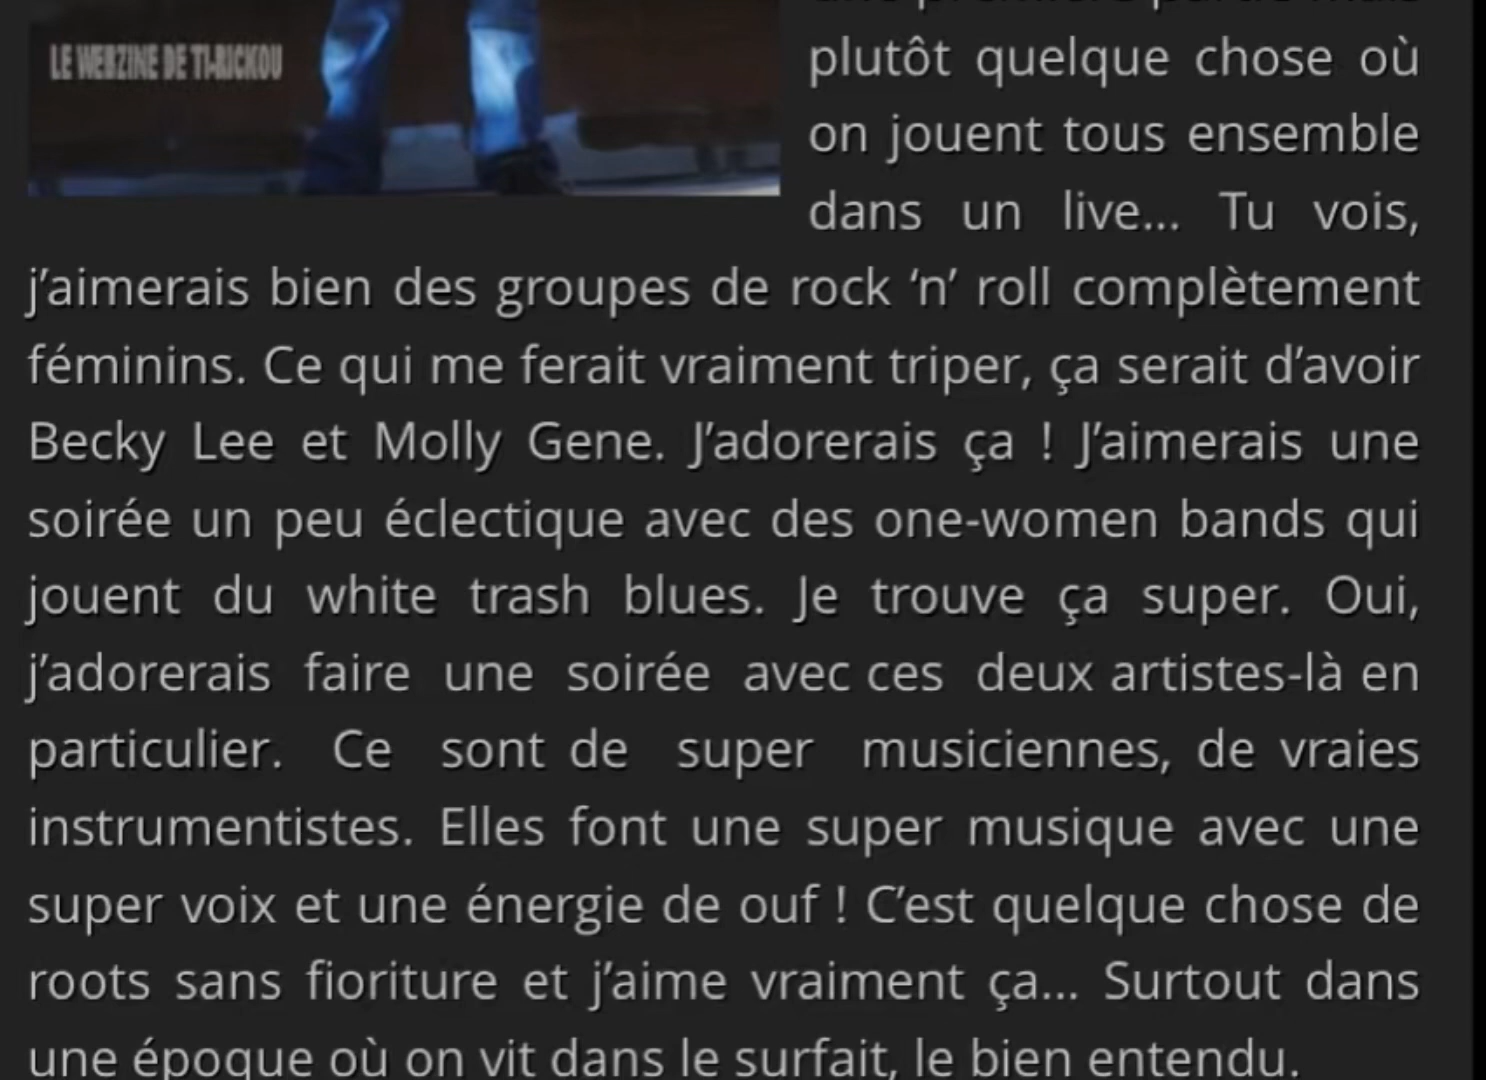 LE WEBZINE DE TI-RICKOU
une première partie mais
plutôt quelque chose où
on jouent tous ensemble
dans un live... Tu vois,
j’aimerais bien des groupes de rock ‘n’ roll complètement
féminins. Ce qui me ferait vraiment triper, ça serait d’avoir
Becky Lee et Molly Gene. J’adorerais ça ! J’aimerais une
soirée un peu éclectique avec des one-women bands qui
jouent du white trash blues. Je trouve ça super. Oui,
j’adorerais faire une soirée avec ces deux artistes-là en
particulier. Ce sont de super musiciennes, de vraies
instrumentistes. Elles font une super musique avec une
super voix et une énergie de ouf ! C’est quelque chose de
roots sans fioriture et j’aime vraiment ça... Surtout dans
une époque où on vit dans le surfait, le bien entendu.